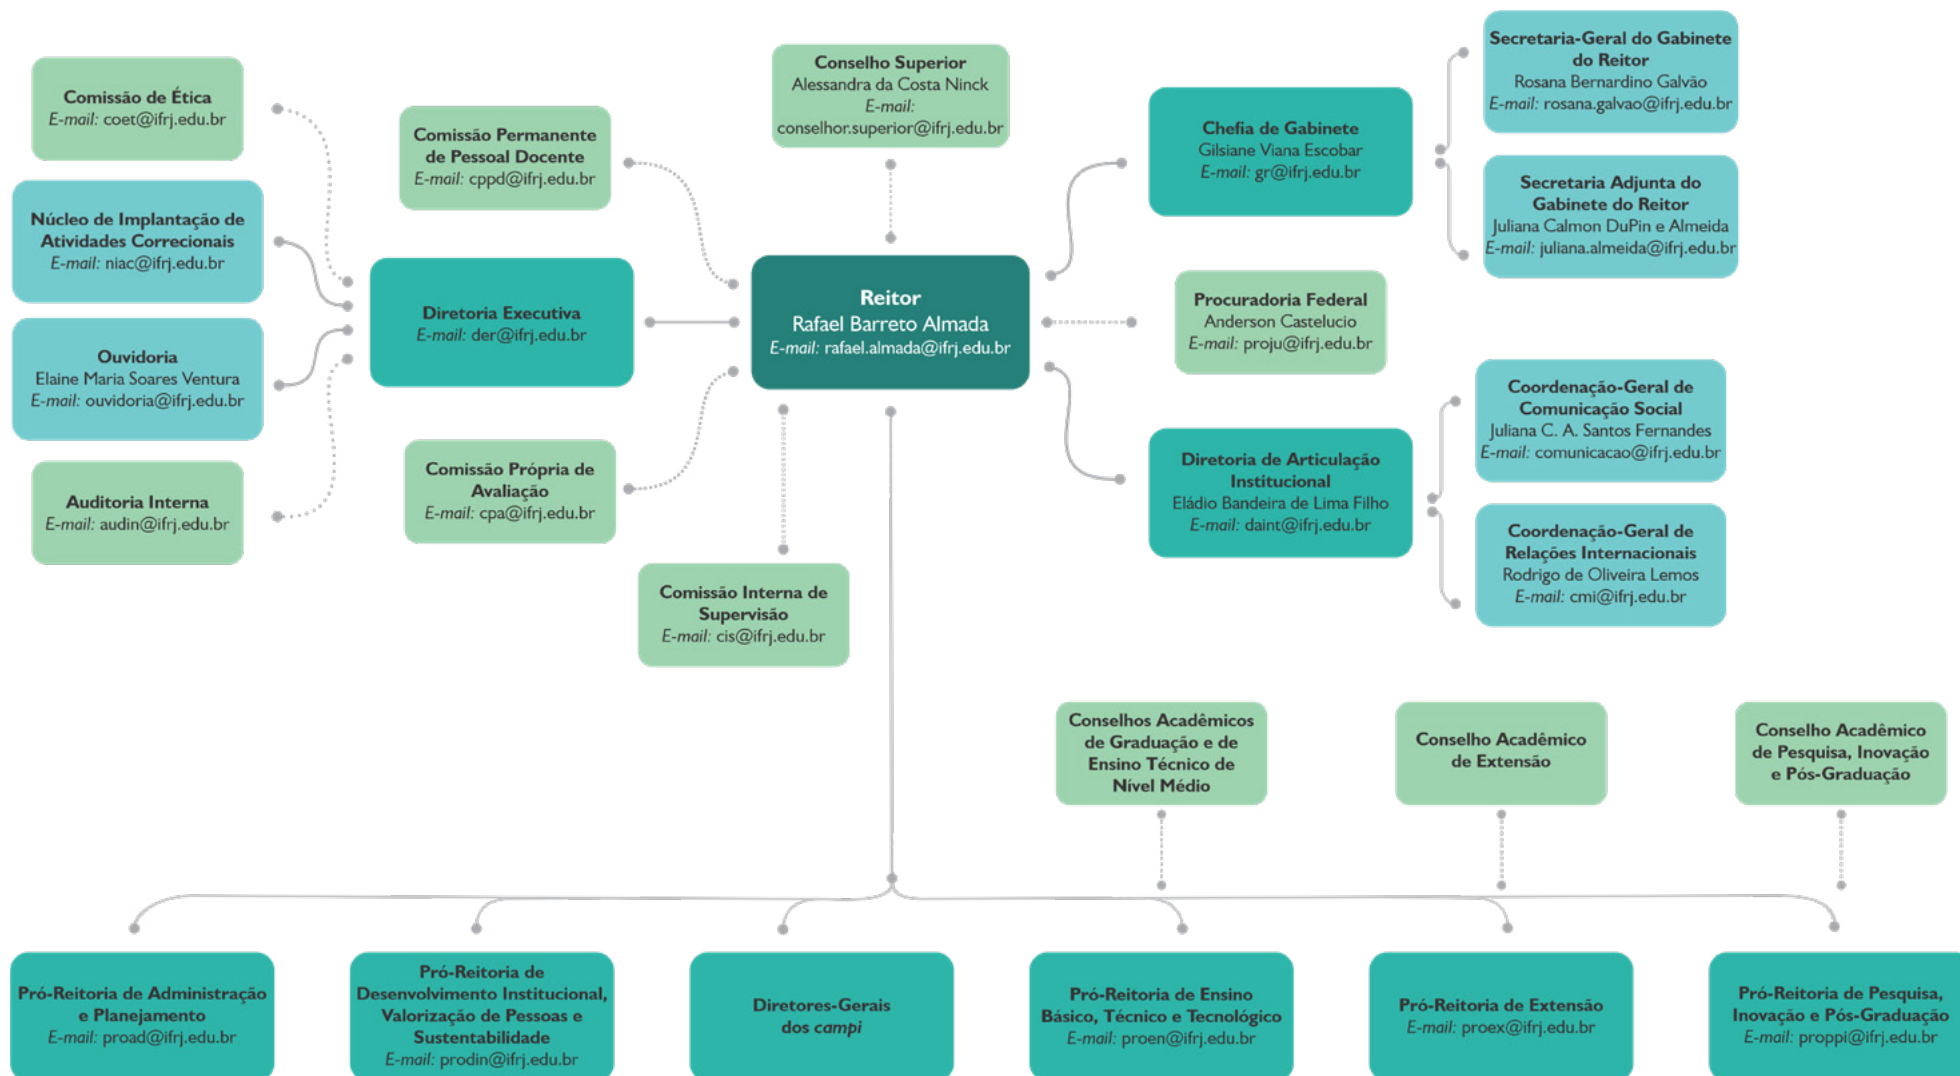 Comissão de Ética
E-mail: coet@ifrj.edu.br
Núcleo de Implantação de
Atividades Correcionais
E-mail: niac@ifrj.edu.br
Ouvidoria
Elaine Maria Soares Ventura
E-mail: ouvidoria@ifrj.edu.br
Auditoria Interna
E-mail: audin@ifrj.edu.br
Comissão Permanente
de Pessoal Docente
E-mail: cppd@ifrj.edu.br
Diretoria Executiva
E-mail: der@ifrj.edu.br
Comissão Própria de
Avaliação
E-mail: cpa@ifrj.edu.br
Conselho Superior
Alessandra da Costa Ninck
E-mail:
conselhor.superior@ifrj.edu.br
Reitor
Rafael Barreto Almada
E-mail: rafael.almada@ifrj.edu.br
Comissão Interna de
Supervisão
E-mail: cis@ifrj.edu.br
Chefia de Gabinete
Gilsiane Viana Escobar
E-mail: gr@ifrj.edu.br
Procuradoria Federal
Anderson Castelucio
E-mail: proju@ifrj.edu.br
Diretoria de Articulação
Institucional
Eládio Bandeira de Lima Filho
E-mail: daint@ifrj.edu.br
Secretaria-Geral do Gabinete
do Reitor
Rosana Bernardino Galvão
E-mail: rosana.galvao@ifrj.edu.br
Secretaria Adjunta do
Gabinete do Reitor
Juliana Calmon DuPin e Almeida
E-mail: juliana.almeida@ifrj.edu.br
Coordenação-Geral de
Comunicação Social
Juliana C. A. Santos Fernandes
E-mail: comunicacao@ifrj.edu.br
Coordenação-Geral de
Relações Internacionais
Rodrigo de Oliveira Lemos
E-mail: cmi@ifrj.edu.br
Conselhos Acadêmicos
de Graduação e de
Ensino Técnico de
Nível Médio
Conselho Acadêmico
de Extensão
Conselho Acadêmico
de Pesquisa, Inovação
e Pós-Graduação
Pró-Reitoria de Administração
e Planejamento
E-mail: proad@ifrj.edu.br
Pró-Reitoria de
Desenvolvimento Institucional,
Valorização de Pessoas e
Sustentabilidade
E-mail: prodin@ifrj.edu.br
Diretores-Gerais
dos campi
Pró-Reitoria de Ensino
Básico, Técnico e Tecnológico
E-mail: proen@ifrj.edu.br
Pró-Reitoria de Extensão
E-mail: proex@ifrj.edu.br
Pró-Reitoria de Pesquisa,
Inovação e Pós-Graduação
E-mail: proppi@ifrj.edu.br